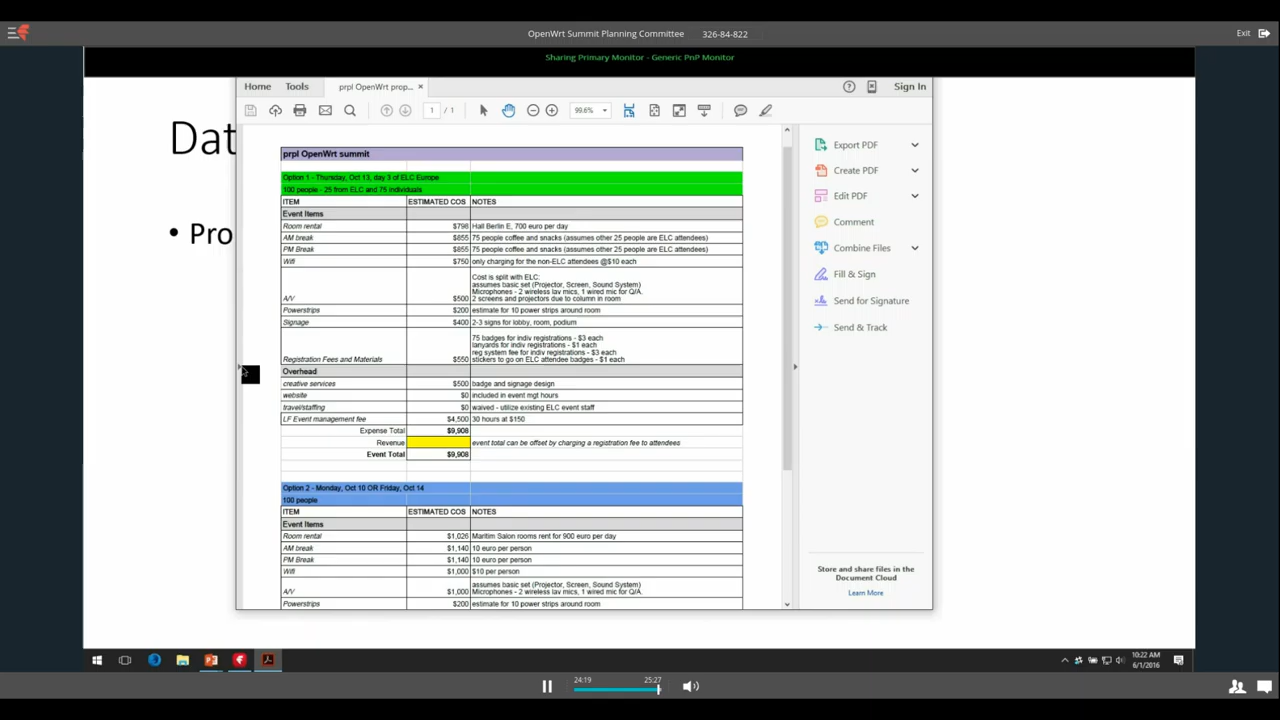 OpenWrt Summit Planning Committee 326-84-822 Exit
Sharing Primary Monitor - Generic PnP Monitor
Home Tools prpl OpenWrt prop... × Sign In
1 / 1 99.6%
Dat
• Pro
prpl OpenWrt summit
Option 1 - Thursday, Oct 13, day 3 of ELC Europe
100 people - 25 from ELC and 75 individuals
ITEM ESTIMATED COS NOTES
Event Items
Room rental $798 Hall Berlin E, 700 euro per day
AM break $855 75 people coffee and snacks (assumes other 25 people are ELC attendees)
PM Break $855 75 people coffee and snacks (assumes other 25 people are ELC attendees)
Wifi $750 only charging for the non-ELC attendees @$10 each
Cost is split with ELC:
assumes basic set (Projector, Screen, Sound System)
Microphones - 2 wireless lav mics, 1 wired mic for Q/A.
A/V $500 2 screens and projectors due to column in room
Powerstrips $200 estimate for 10 power strips around room
Signage $400 2-3 signs for lobby, room, podium
75 badges for indiv registrations - $3 each
lanyards for indiv registrations - $1 each
reg system fee for indiv registrations - $3 each
Registration Fees and Materials $550 stickers to go on ELC attendee badges - $1 each
Overhead
creative services $500 badge and signage design
website $0 included in event mgt hours
travel/staffing $0 waived - utilize existing ELC event staff
LF Event management fee $4,500 30 hours at $150
Expense Total $9,908
Revenue event total can be offset by charging a registration fee to attendees
Event Total $9,908
Option 2 - Monday, Oct 10 OR Friday, Oct 14
100 people
ITEM ESTIMATED COS NOTES
Event Items
Room rental $1,026 Maritim Salon rooms rent for 900 euro per day
AM break $1,140 10 euro per person
PM Break $1,140 10 euro per person
Wifi $1,000 $10 per person
assumes basic set (Projector, Screen, Sound System)
A/V $1,000 Microphones - 2 wireless lav mics, 1 wired mic for Q/A.
Powerstrips $200 estimate for 10 power strips around room
Export PDF
Create PDF
Edit PDF
Comment
Combine Files
Fill & Sign
Send for Signature
Send & Track
Store and share files in the
Document Cloud
Learn More
10:22 AM
6/1/2016
24:19 25:27